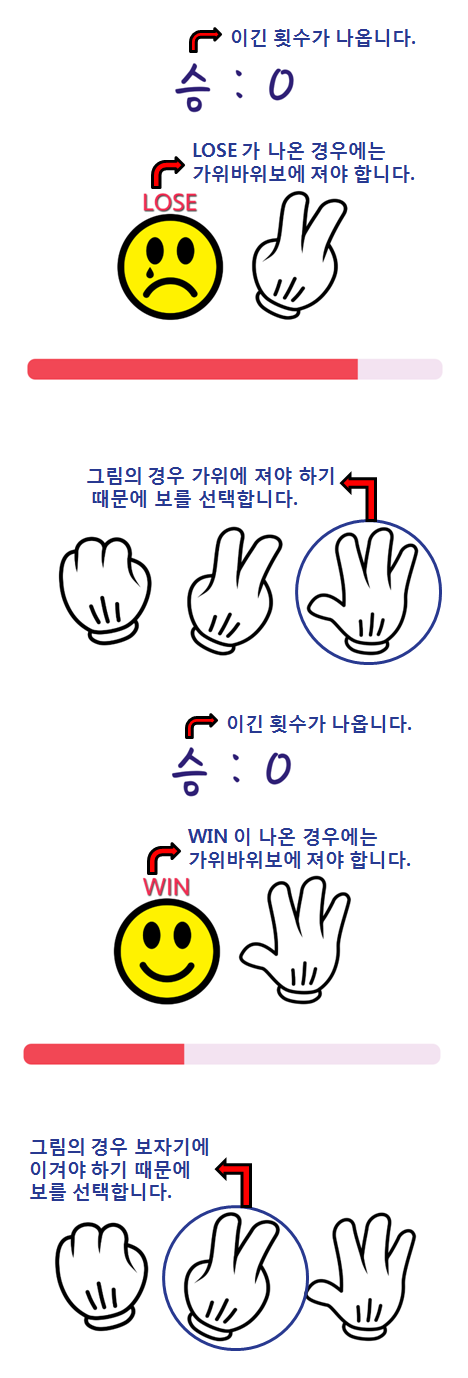 이긴 횟수가 나옵니다.
승 : 0
LOSE 가 나온 경우에는
가위바위보에 져야 합니다.
LOSE
그림의 경우 가위에 져야 하기
때문에 보를 선택합니다.
이긴 횟수가 나옵니다.
승 : 0
WIN 이 나온 경우에는
가위바위보에 져야 합니다.
WIN
그림의 경우 보자기에
이겨야 하기 때문에
보를 선택합니다.